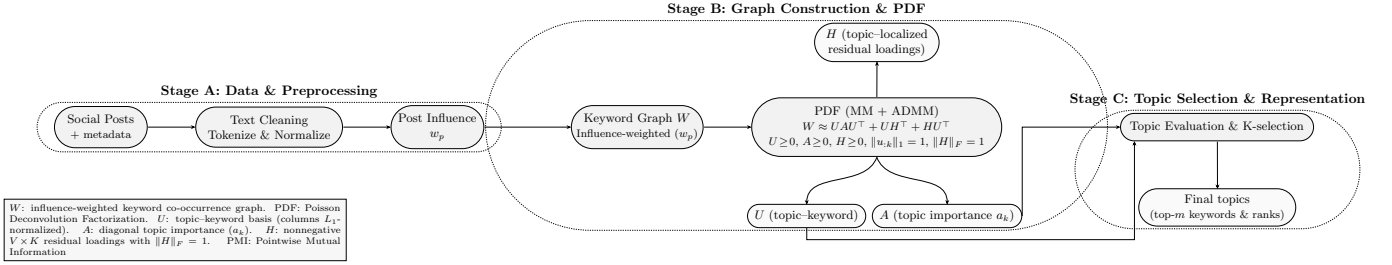 Stage B: Graph Construction & PDF
H (topic–localized
residual loadings)
Stage A: Data & Preprocessing
Stage C: Topic Selection & Representation
Social Posts
+ metadata
Text Cleaning
Tokenize & Normalize
Post Influence
w_p
Keyword Graph W
Influence-weighted (w_p)
PDF (MM + ADMM)
W ≈ UAU^⊤ + UH^⊤ + HU^⊤
U ≥ 0, A ≥ 0, H ≥ 0, ‖u_{:k}‖_1 = 1, ‖H‖_F = 1
Topic Evaluation & K-selection
U (topic–keyword)
A (topic importance a_k)
Final topics
(top-m keywords & ranks)
W: influence-weighted keyword co-occurrence graph. PDF: Poisson
Deconvolution Factorization. U: topic–keyword basis (columns L_1-
normalized). A: diagonal topic importance (a_k). H: nonnegative
V × K residual loadings with ‖H‖_F = 1. PMI: Pointwise Mutual
Information